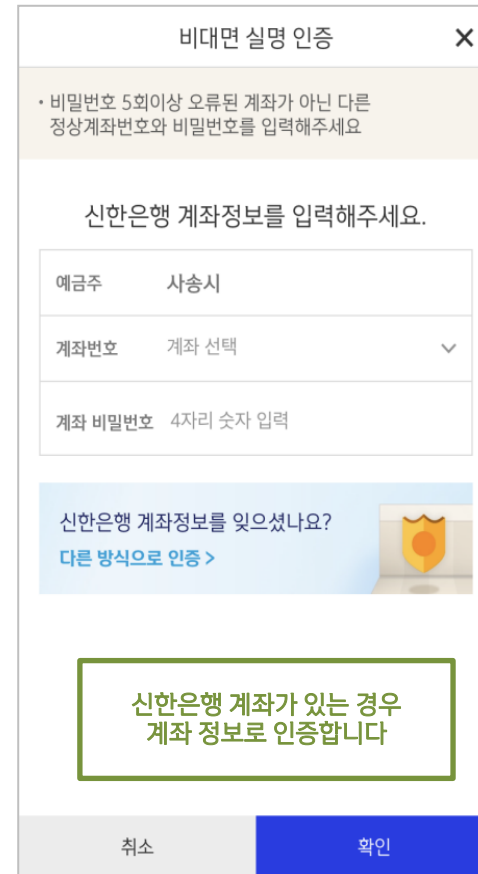 비대면 실명 인증
• 비밀번호 5회이상 오류된 계좌가 아닌 다른
정상계좌번호와 비밀번호를 입력해주세요
신한은행 계좌정보를 입력해주세요.
예금주 사송시
계좌번호 계좌 선택
계좌 비밀번호 4자리 숫자 입력
신한은행 계좌정보를 잊으셨나요?
다른 방식으로 인증 >
신한은행 계좌가 있는 경우
계좌 정보로 인증합니다
취소 확인